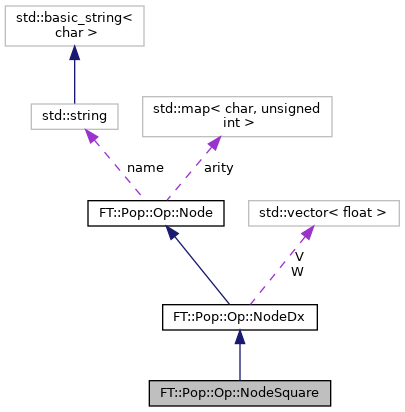 std::basic_string<
char >
std::string
std::map< char, unsigned
int >
name
arity
FT::Pop::Op::Node
std::vector< float >
V
W
FT::Pop::Op::NodeDx
FT::Pop::Op::NodeSquare